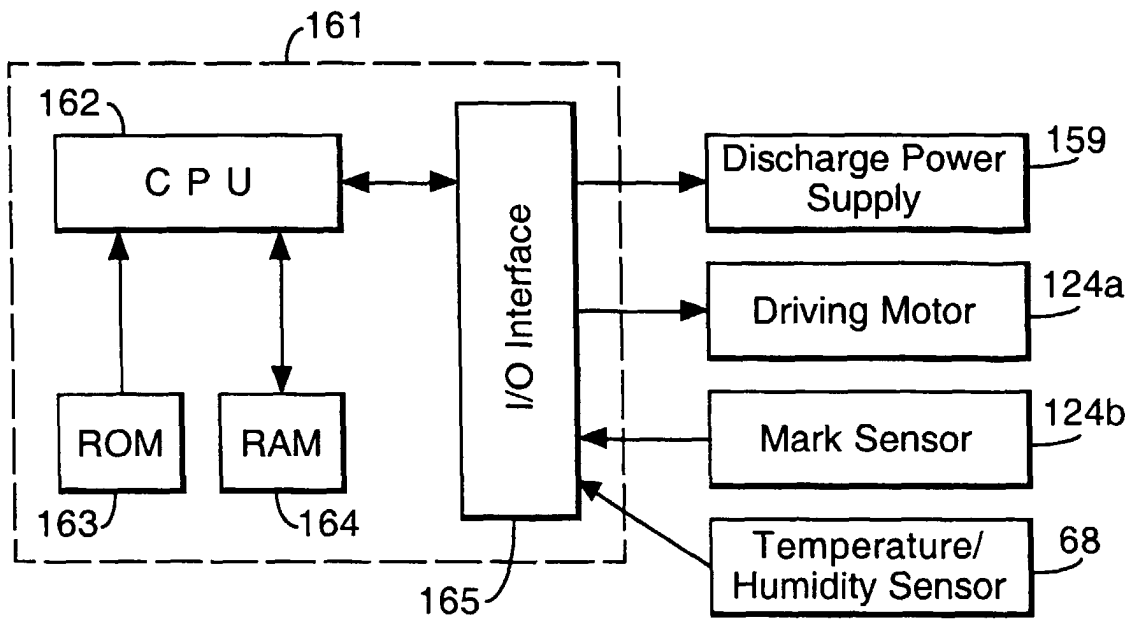 161
162
C P U
ROM
163
RAM
164
I/O Interface
165
Discharge Power
Supply
159
Driving Motor
124a
Mark Sensor
124b
Temperature/
Humidity Sensor
68